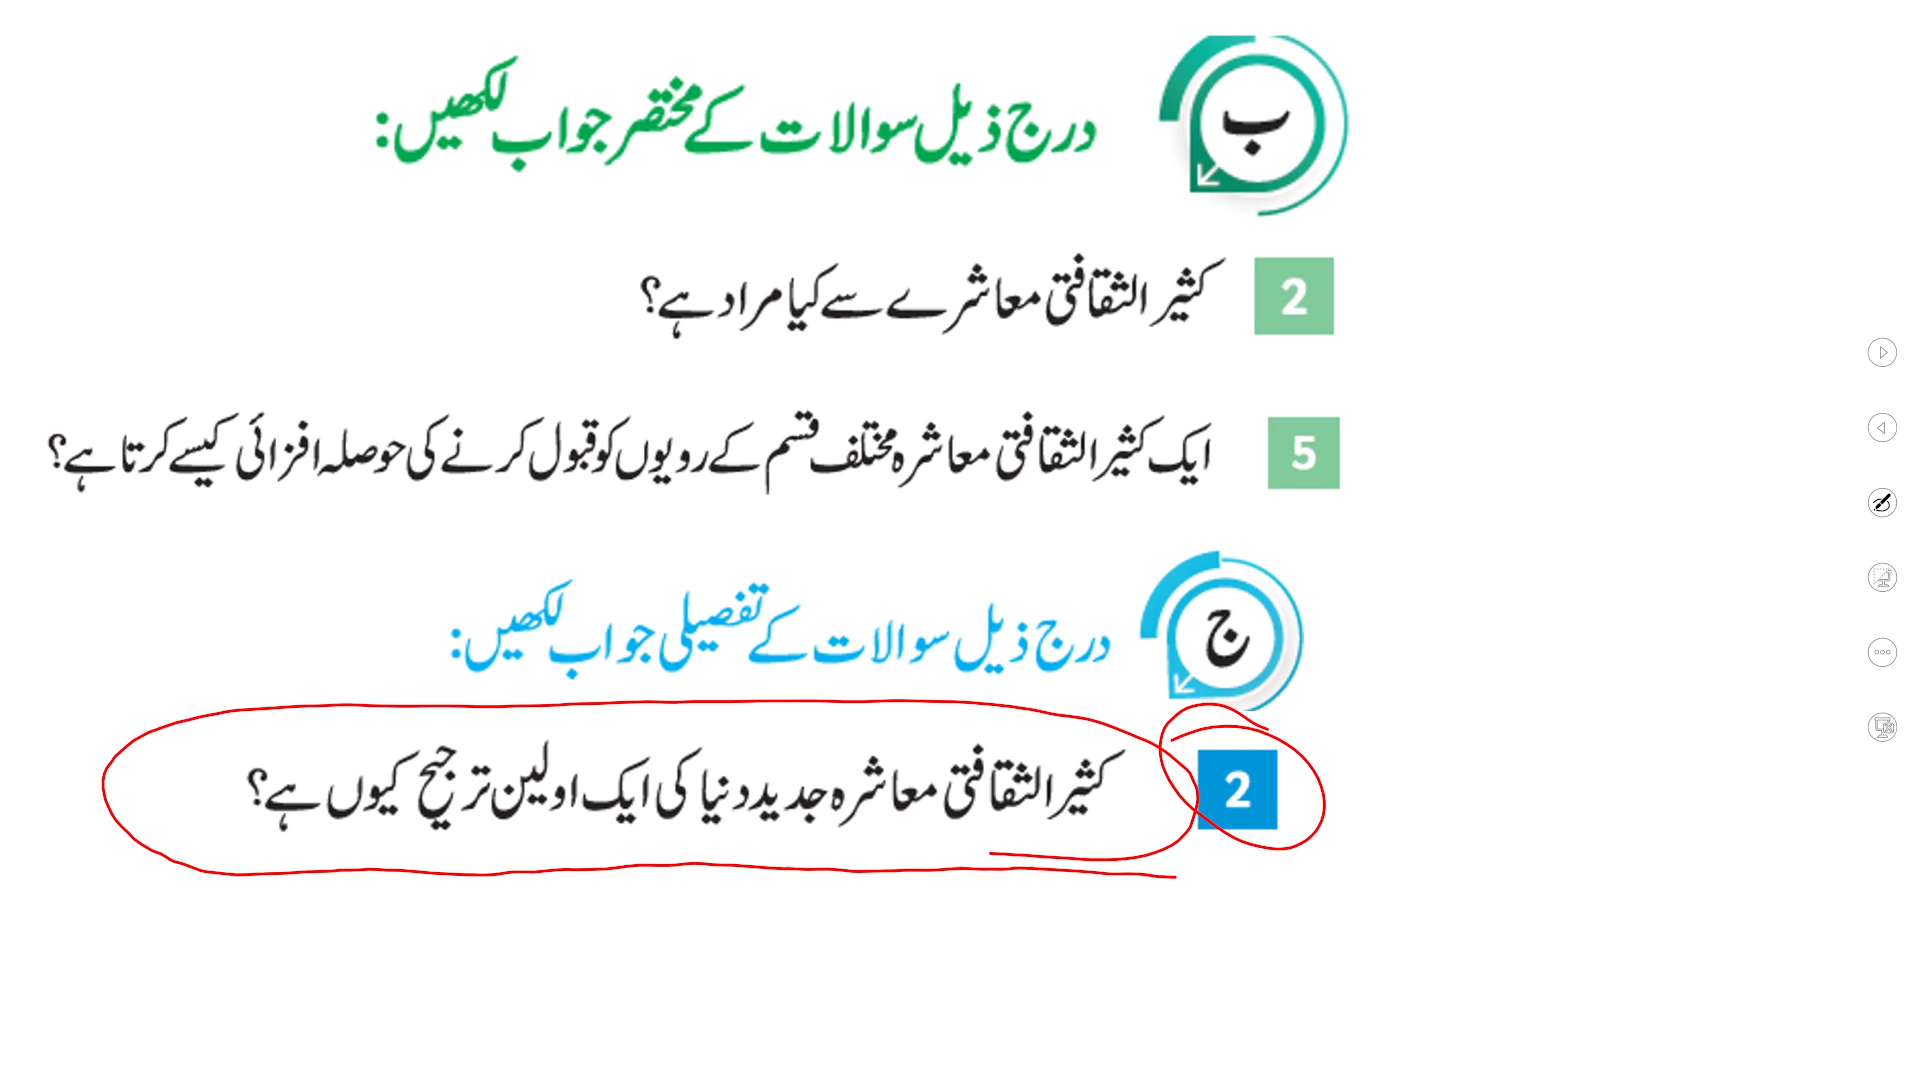 ب
درج ذیل سوالات کے مختصر جواب لکھیں:
2 کثیر الثقافتی معاشرے سے کیا مراد ہے؟
5 ایک کثیر الثقافتی معاشرہ مختلف قسم کے رویوں کو قبول کرنے کی حوصلہ افزائی کیسے کرتا ہے؟
ج
درج ذیل سوالات کے تفصیلی جواب لکھیں:
2 کثیر الثقافتی معاشرہ جدید دنیا کی ایک اولین ترجیح کیوں ہے؟